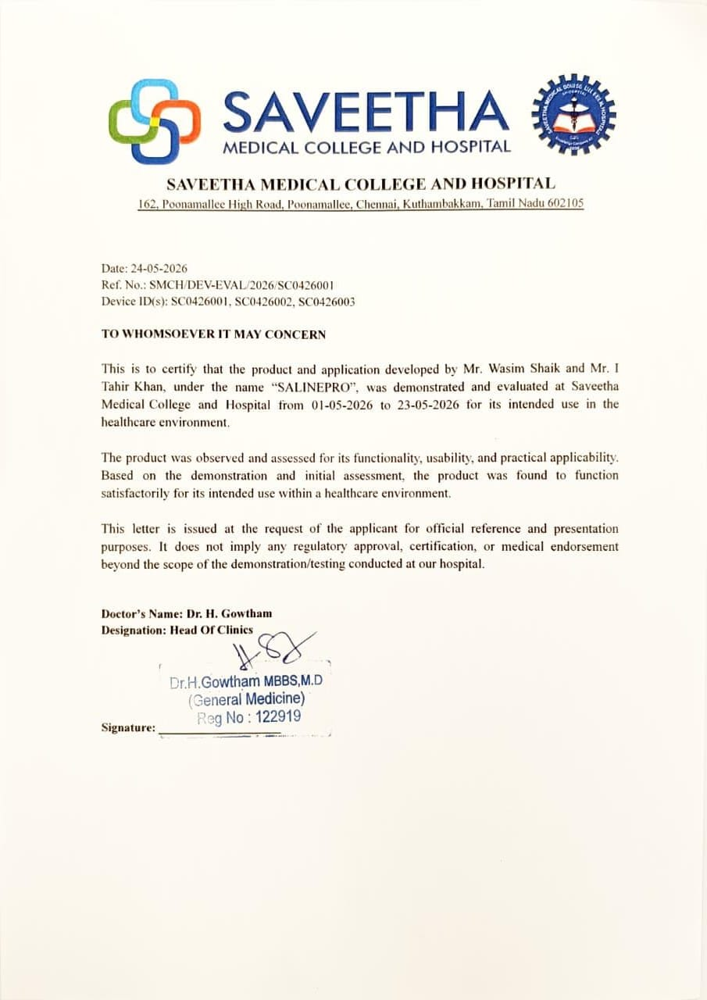 SAVEETHA
MEDICAL COLLEGE AND HOSPITAL
SAVEETHA MEDICAL COLLEGE AND HOSPITAL
162, Poonamallee High Road, Poonamallee, Chennai, Kuthambakkam, Tamil Nadu 602105
Date: 24-05-2026
Ref. No.: SMCH/DEV-EVAL/2026/SC0426001
Device ID(s): SC0426001, SC0426002, SC0426003
TO WHOMSOEVER IT MAY CONCERN
This is to certify that the product and application developed by Mr. Wasim Shaik and Mr. I
Tahir Khan, under the name “SALINEPRO”, was demonstrated and evaluated at Saveetha
Medical College and Hospital from 01-05-2026 to 23-05-2026 for its intended use in the
healthcare environment.
The product was observed and assessed for its functionality, usability, and practical applicability.
Based on the demonstration and initial assessment, the product was found to function
satisfactorily for its intended use within a healthcare environment.
This letter is issued at the request of the applicant for official reference and presentation
purposes. It does not imply any regulatory approval, certification, or medical endorsement
beyond the scope of the demonstration/testing conducted at our hospital.
Doctor’s Name: Dr. H. Gowtham
Designation: Head Of Clinics
Dr.H.Gowtham MBBS,M.D
(General Medicine)
Reg No : 122919
Signature: